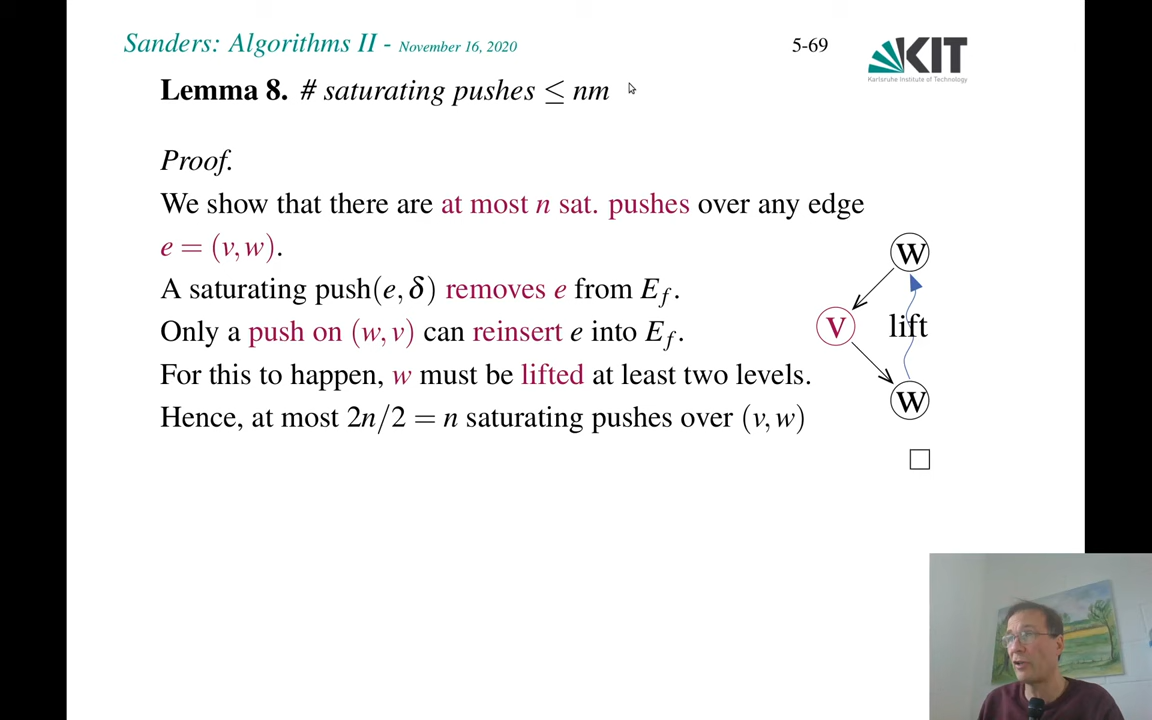 Sanders: Algorithms II - November 16, 2020
5-69
KIT
Karlsruhe Institute of Technology
Lemma 8. # saturating pushes ≤ nm
Proof.
We show that there are at most n sat. pushes over any edge
e = (v, w).
A saturating push(e, δ) removes e from E_f.
Only a push on (w, v) can reinsert e into E_f.
For this to happen, w must be lifted at least two levels.
Hence, at most 2n/2 = n saturating pushes over (v, w)
w
v
lift
w